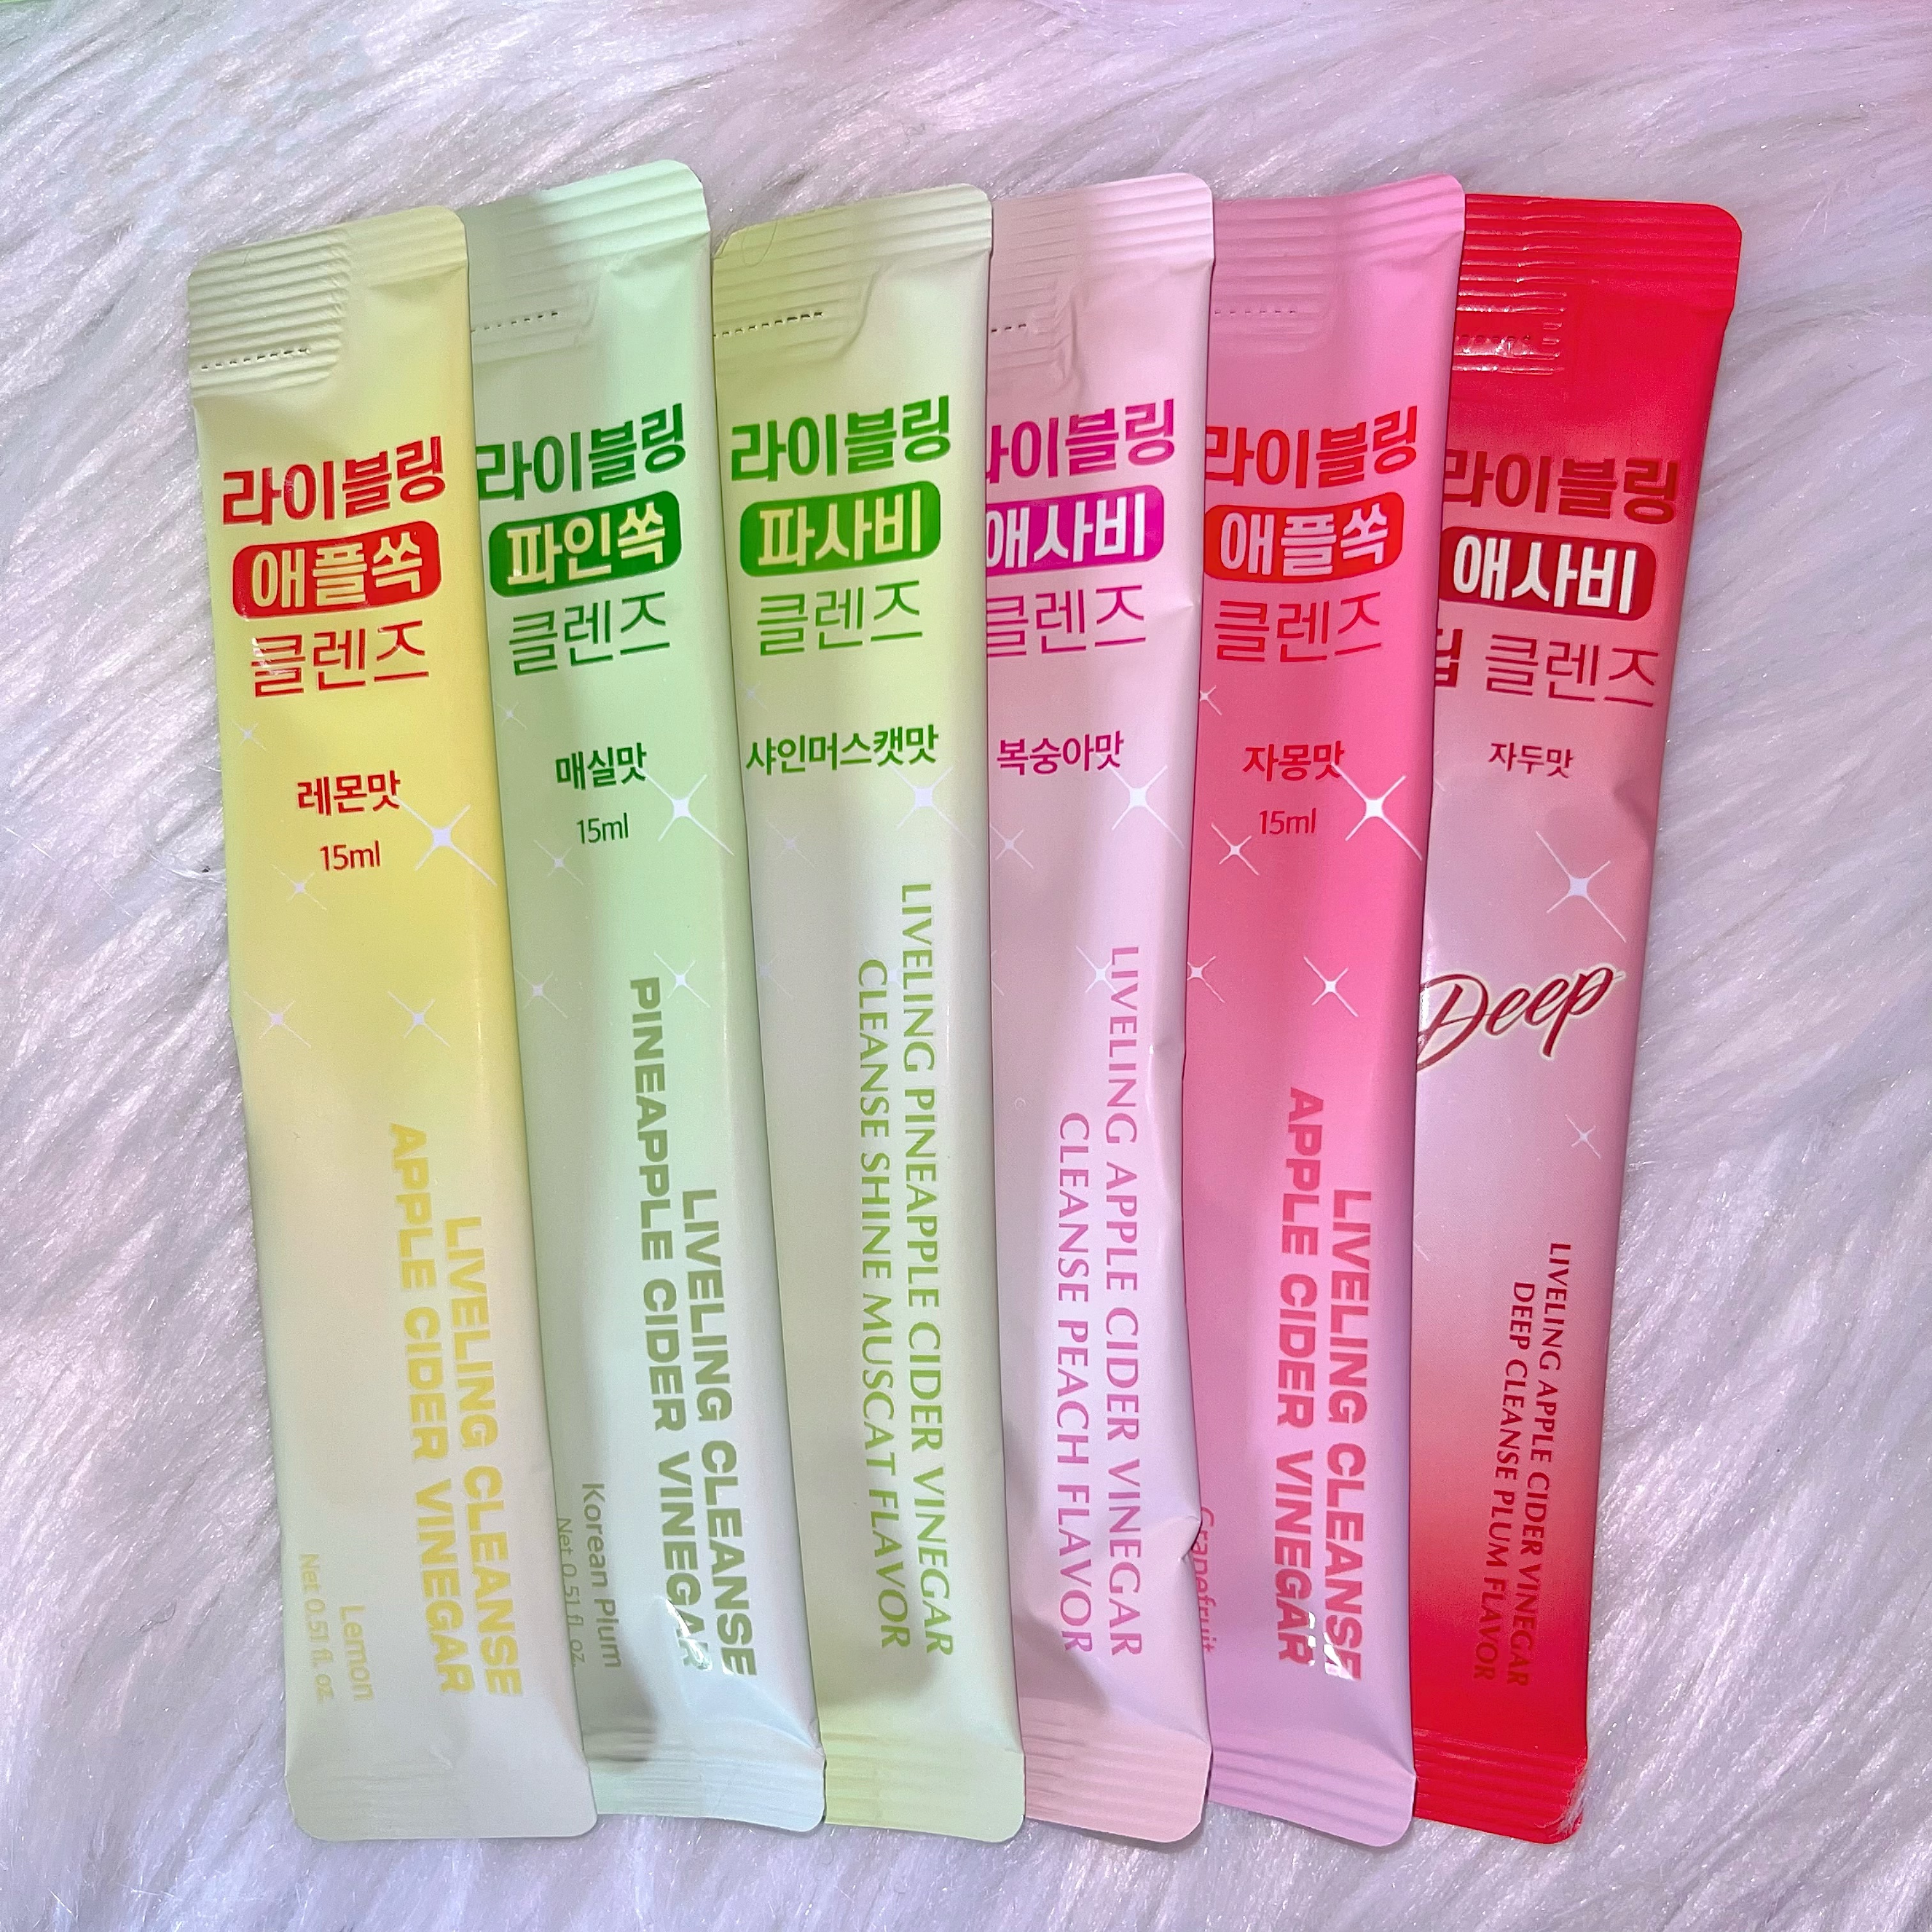 라이블링
애플쏙
클렌즈
레몬맛
15ml
LIVELING CLEANSE
APPLE CIDER VINEGAR
Lemon
Net 0.51 fl. oz
라이블링
파인쏙
클렌즈
매실맛
15ml
LIVELING CLEANSE
PINEAPPLE CIDER VINEGAR
Korean Plum
Net 0.51 fl. oz.
라이블링
파사비
클렌즈
샤인머스캣맛
LIVELING PINEAPPLE CIDER VINEGAR
CLEANSE SHINE MUSCAT FLAVOR
라이블링
애사비
클렌즈
복숭아맛
LIVELING APPLE CIDER VINEGAR
CLEANSE PEACH FLAVOR
라이블링
애플쏙
클렌즈
자몽맛
15ml
LIVELING CLEANSE
APPLE CIDER VINEGAR
Grapefruit
라이블링
애사비
딥 클렌즈
자두맛
Deep
LIVELING APPLE CIDER VINEGAR
DEEP CLEANSE PLUM FLAVOR